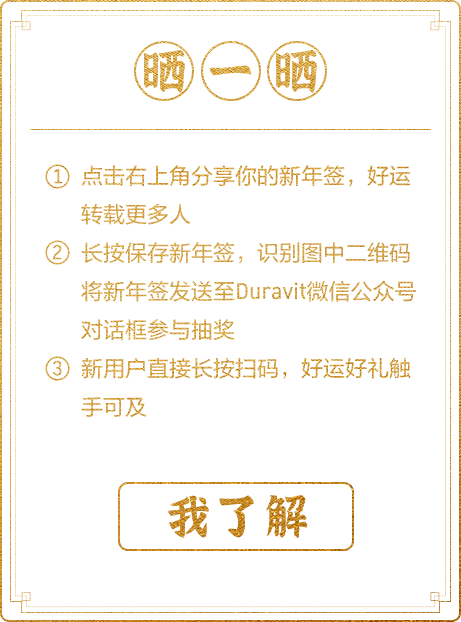 晒一晒
① 点击右上角分享你的新年签，好运
转载更多人
② 长按保存新年签，识别图中二维码
将新年签发送至Duravit微信公众号
对话框参与抽奖
③ 新用户直接长按扫码，好运好礼触
手可及
我了解